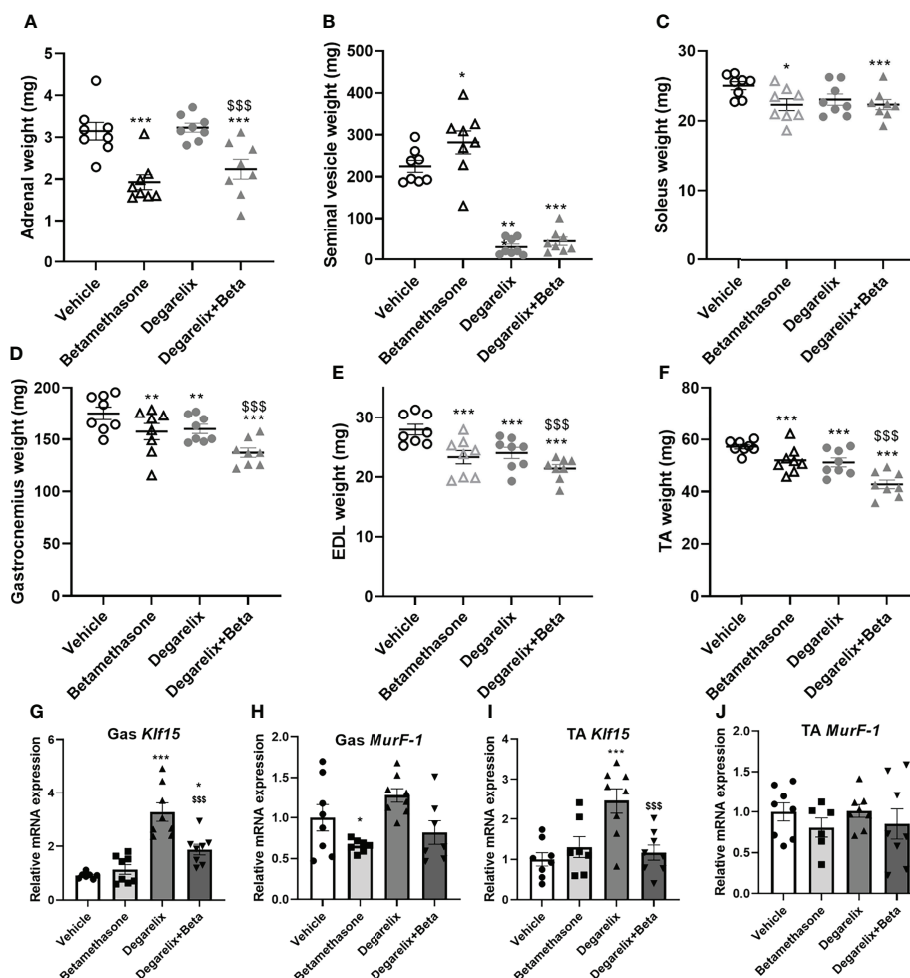 A
Adrenal weight (mg)
5
4
3
2
1
0
***
$$$
***
Vehicle
Betamethasone
Degarelix
Degarelix+Beta
B
Seminal vesicle weight (mg)
500
400
300
200
100
0
*
**
*
***
Vehicle
Betamethasone
Degarelix
Degarelix+Beta
C
Soleus weight (mg)
30
20
10
0
*
***
Vehicle
Betamethasone
Degarelix
Degarelix+Beta
D
Gastrocnemius weight (mg)
200
150
100
50
0
**
**
$$$
***
Vehicle
Betamethasone
Degarelix
Degarelix+Beta
E
EDL weight (mg)
30
20
10
0
***
***
$$$
***
Vehicle
Betamethasone
Degarelix
Degarelix+Beta
F
TA weight (mg)
60
40
20
0
***
***
$$$
***
Vehicle
Betamethasone
Degarelix
Degarelix+Beta
G
Gas Klf15
Relative mRNA expression
6
4
2
0
***
*
$$$
Vehicle
Betamethasone
Degarelix
Degarelix+Beta
H
Gas MurF-1
Relative mRNA expression
2.0
1.5
1.0
0.5
0.0
*
Vehicle
Betamethasone
Degarelix
Degarelix+Beta
I
TA Klf15
Relative mRNA expression
4
3
2
1
0
***
$$$
Vehicle
Betamethasone
Degarelix
Degarelix+Beta
J
TA MurF-1
Relative mRNA expression
2.0
1.5
1.0
0.5
0.0
Vehicle
Betamethasone
Degarelix
Degarelix+Beta